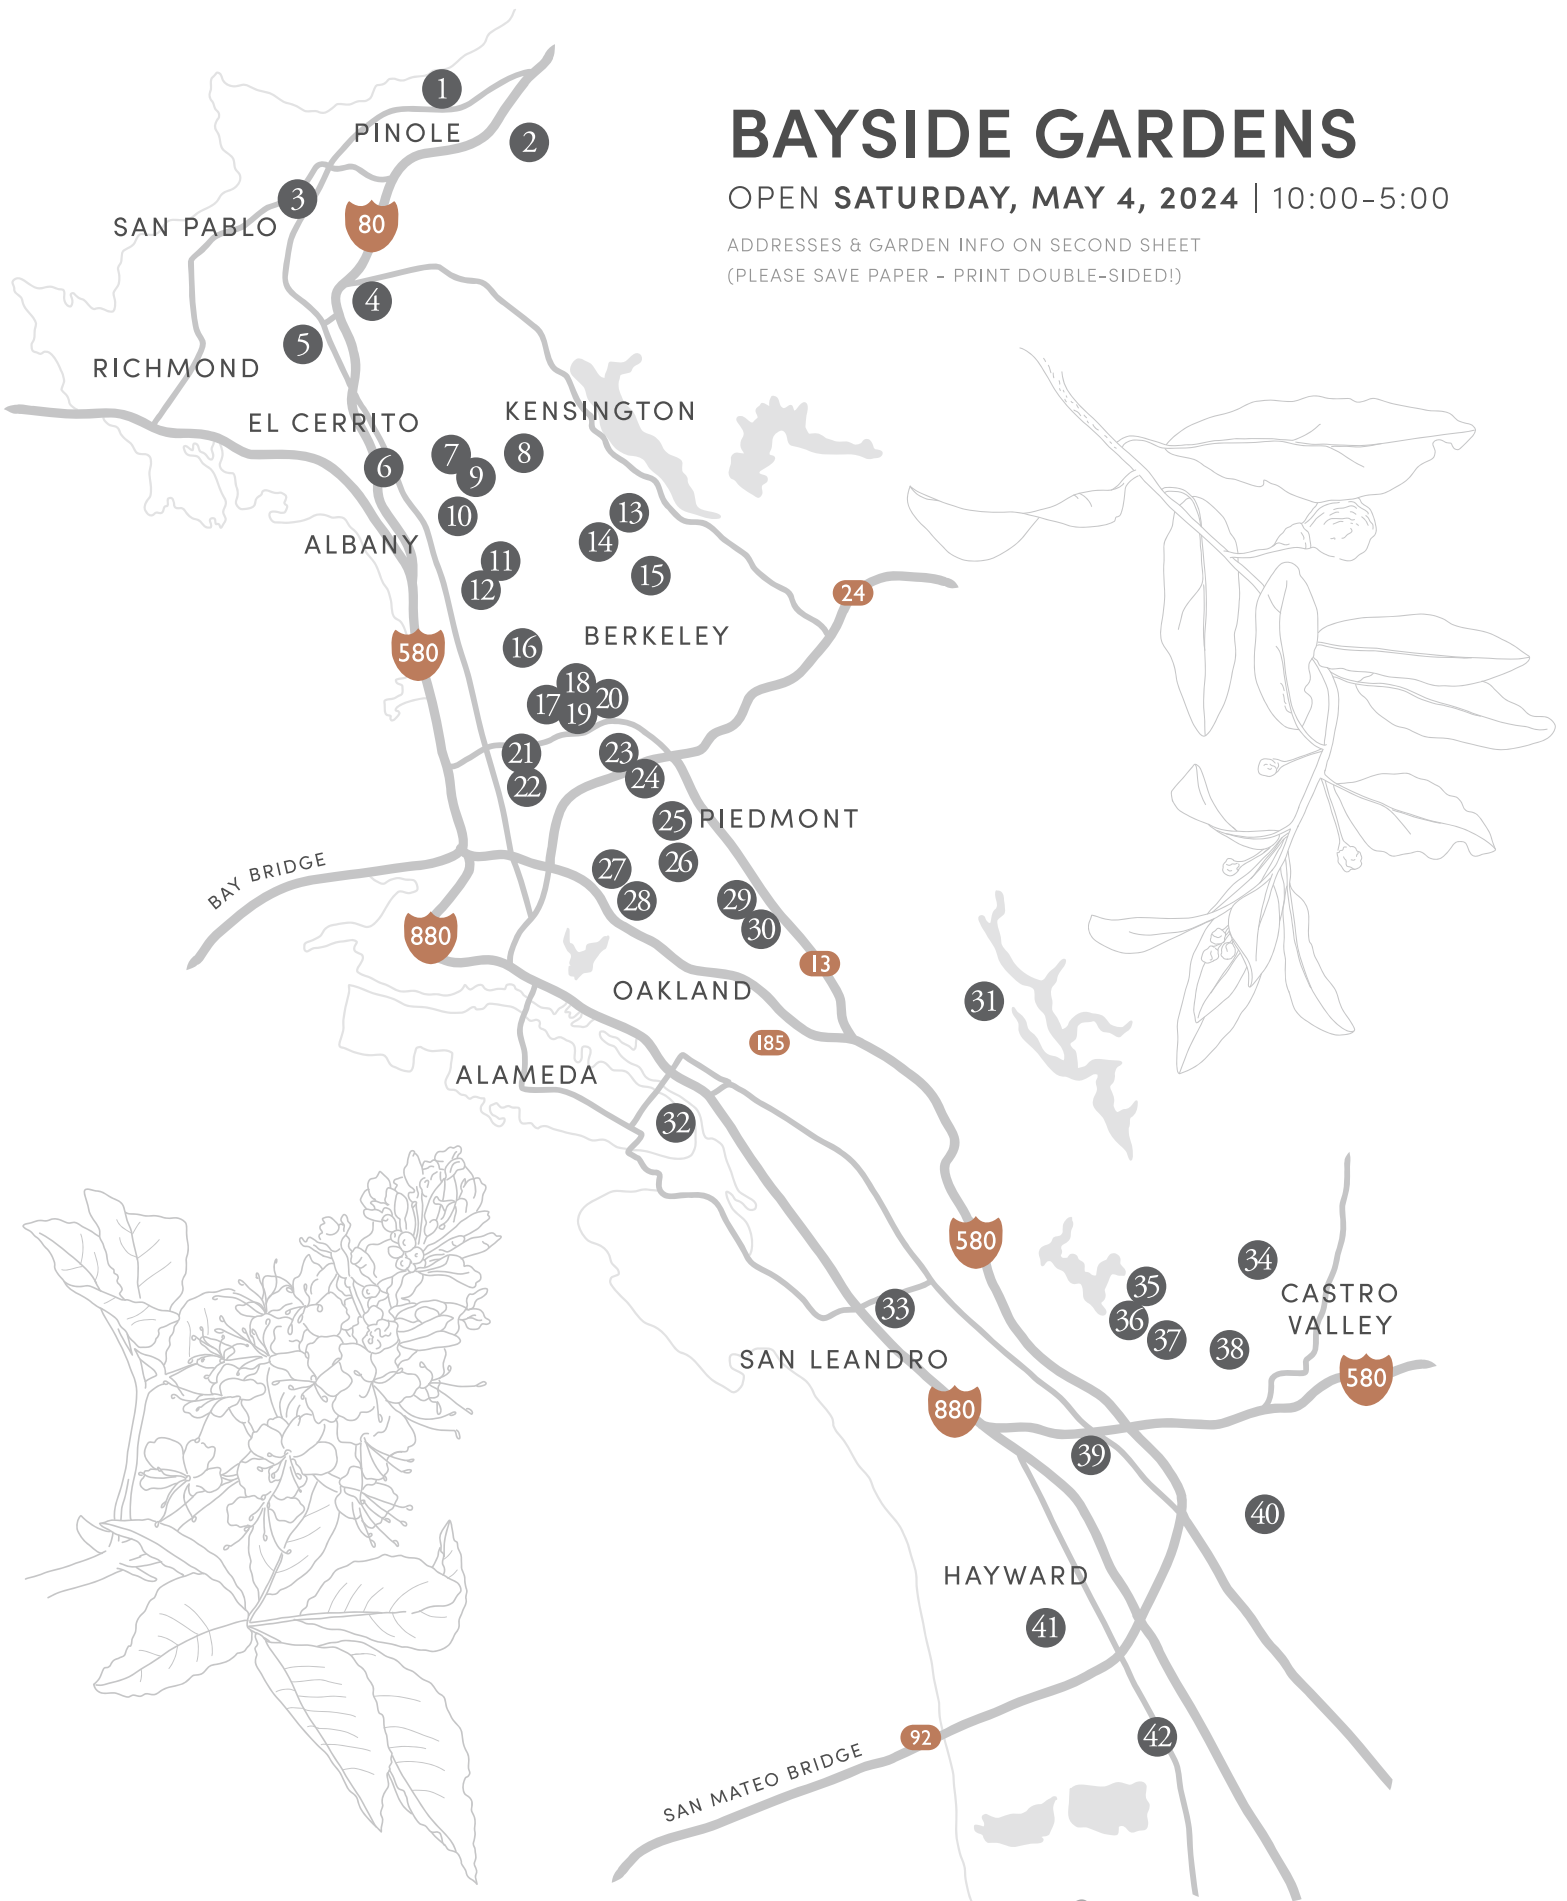 BAYSIDE GARDENS
OPEN SATURDAY, MAY 4, 2024 | 10:00-5:00
ADDRESSES & GARDEN INFO ON SECOND SHEET
(PLEASE SAVE PAPER - PRINT DOUBLE-SIDED!)
1
PINOLE
2
3
SAN PABLO
80
4
5
RICHMOND
EL CERRITO
KENSINGTON
6
7
8
9
10
13
ALBANY
14
11
12
15
24
580
16
BERKELEY
18
17
20
19
21
23
22
24
25
PIEDMONT
BAY BRIDGE
27
26
28
29
30
880
13
OAKLAND
31
185
ALAMEDA
32
580
34
35
CASTRO
VALLEY
33
36
37
38
SAN LEANDRO
580
880
39
40
HAYWARD
41
92
42
SAN MATEO BRIDGE